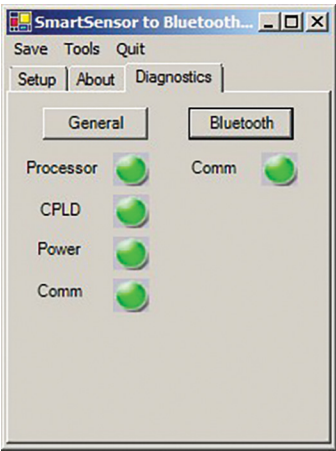 SmartSensor to Bluetooth...
Save Tools Quit
Setup About Diagnostics
General Bluetooth
Processor Comm
CPLD
Power
Comm